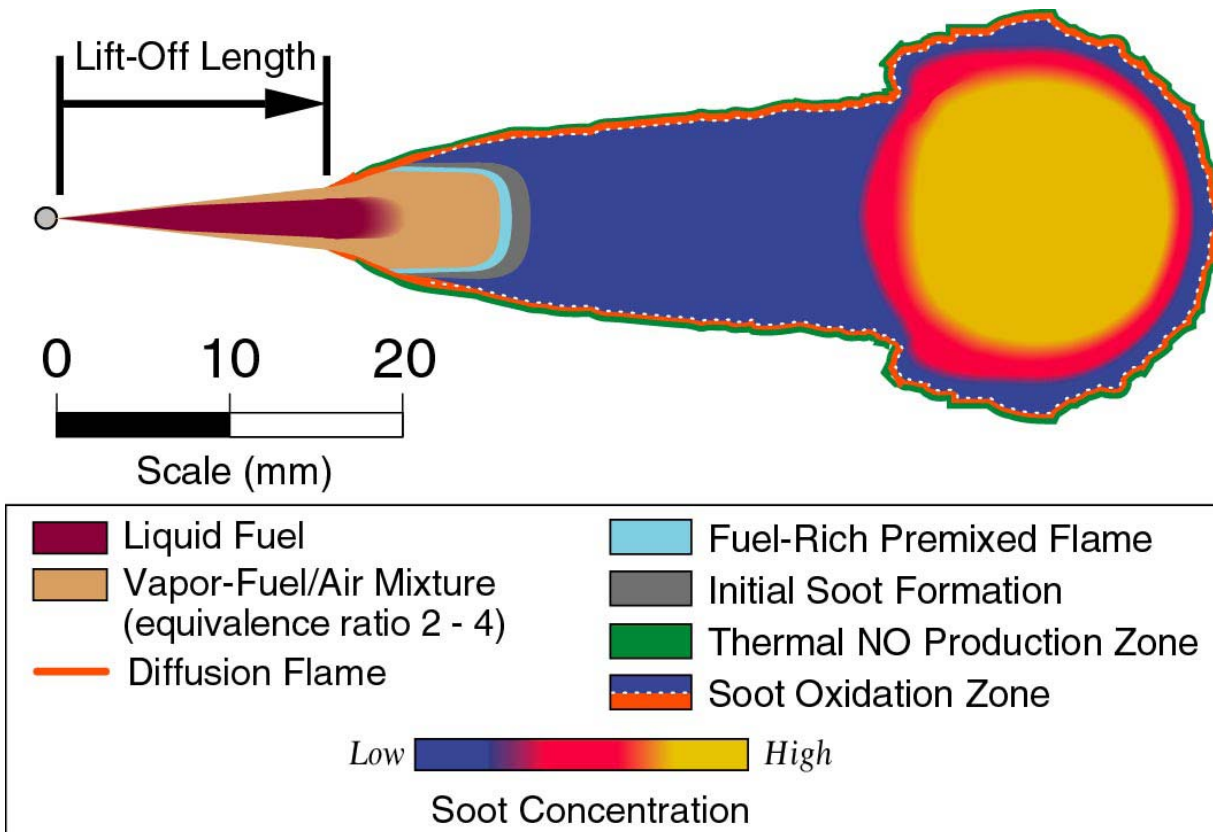 Lift-Off Length
0 10 20
Scale (mm)
Liquid Fuel
Vapor-Fuel/Air Mixture
(equivalence ratio 2 - 4)
Diffusion Flame
Fuel-Rich Premixed Flame
Initial Soot Formation
Thermal NO Production Zone
Soot Oxidation Zone
Low High
Soot Concentration